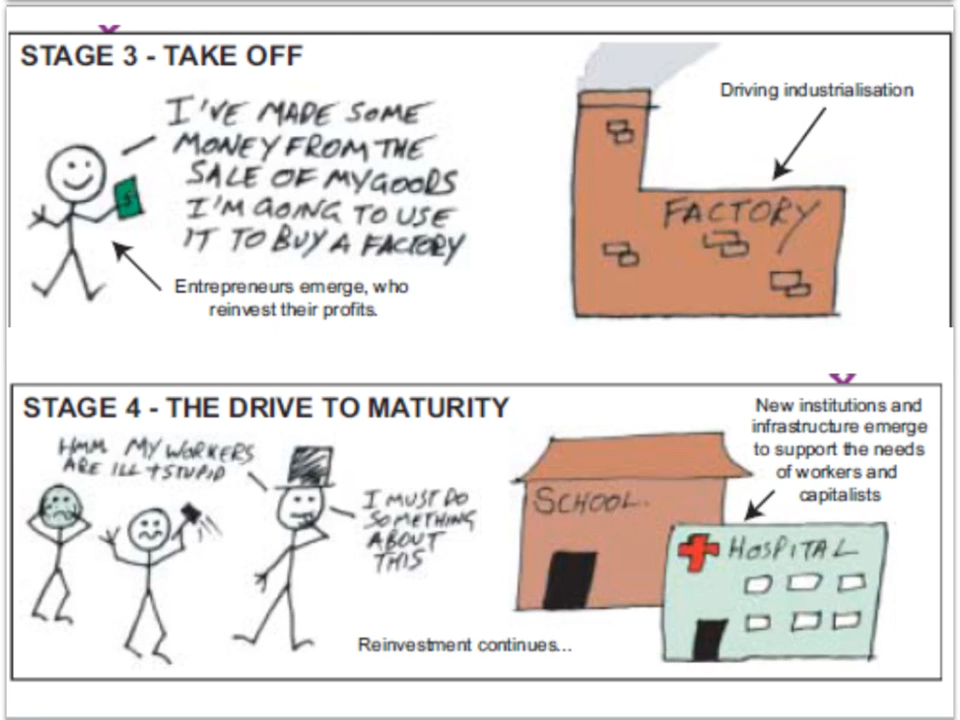 STAGE 3 - TAKE OFF
I'VE MADE SOME
MONEY FROM THE
SALE OF MY GOODS
I'M GOING TO USE
IT TO BUY A FACTORY
Entrepreneurs emerge, who
reinvest their profits.
Driving industrialisation
FACTORY
STAGE 4 - THE DRIVE TO MATURITY
HMM MY WORKERS
ARE ILL + STUPID
I MUST DO
SOMETHING
ABOUT
THIS
Reinvestment continues...
SCHOOL.
HOSPITAL
New institutions and
infrastructure emerge
to support the needs
of workers and
capitalists